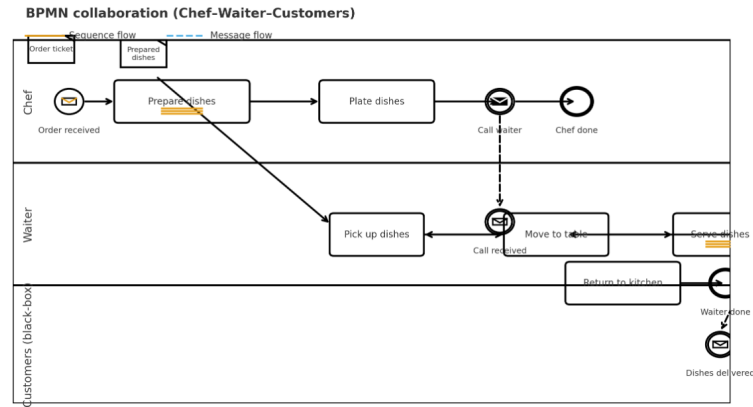 BPMN collaboration (Chef–Waiter–Customers)
Sequence flow
Message flow
Order ticket
Prepared
dishes
Chef
Prepare dishes
Plate dishes
Order received
Call waiter
Chef done
Waiter
Pick up dishes
Move to table
Serve dishes
Call received
Return to kitchen
Customers (black-box)
Waiter done
Dishes delivered